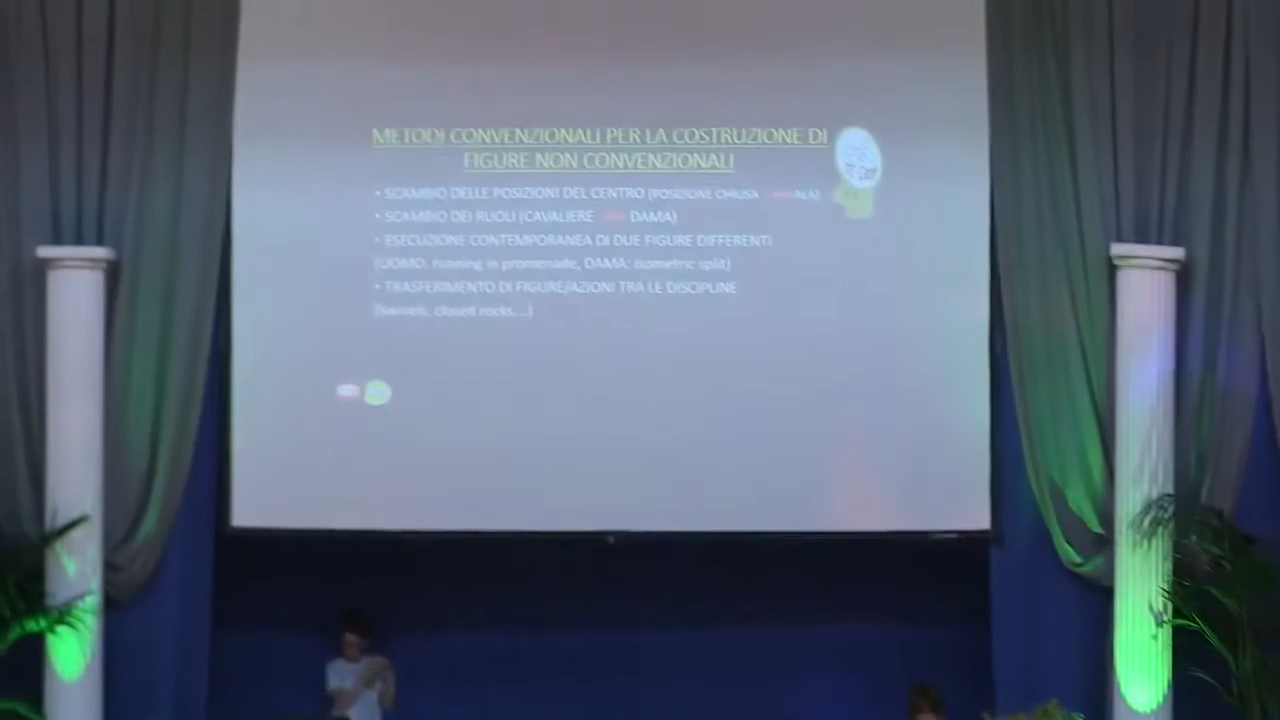 METODI CONVENZIONALI PER LA COSTRUZIONE DI
FIGURE NON CONVENZIONALI
• SCAMBIO DELLE POSIZIONI DEL CENTRO (POSIZIONE CHIUSA ALA)
• SCAMBIO DEI RUOLI (CAVALIERE DAMA)
• ESECUZIONE CONTEMPORANEA DI DUE FIGURE DIFFERENTI
(UOMO: running in promenade, DAMA: isometric split)
• TRASFERIMENTO DI FIGURE/AZIONI TRA LE DISCIPLINE
(Swivels, closed rocks...)